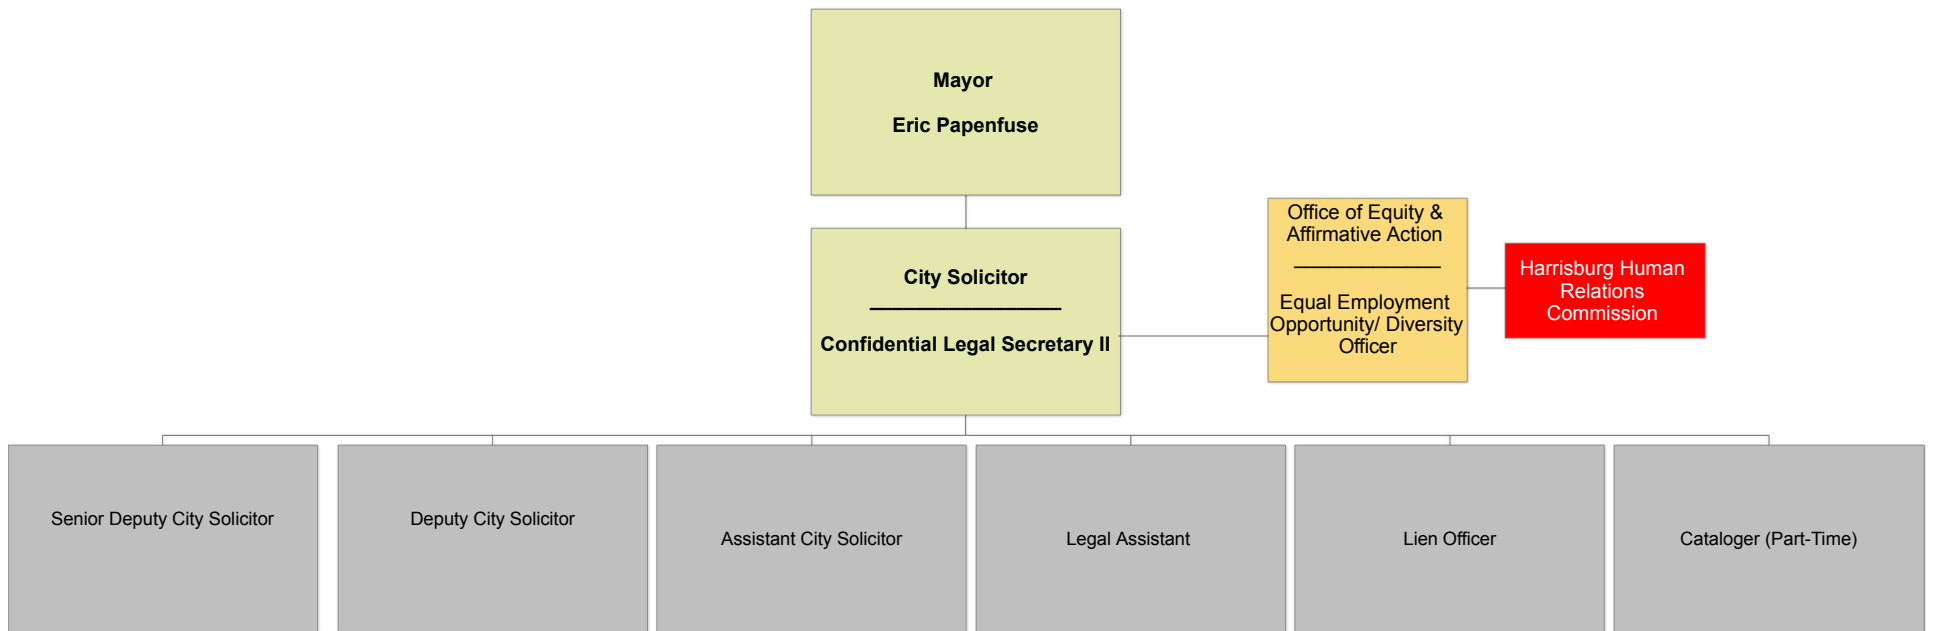 Mayor
Eric Papenfuse
City Solicitor
Confidential Legal Secretary II
Office of Equity &
Affirmative Action
Equal Employment
Opportunity/ Diversity
Officer
Harrisburg Human
Relations
Commission
Senior Deputy City Solicitor
Deputy City Solicitor
Assistant City Solicitor
Legal Assistant
Lien Officer
Cataloger (Part-Time)